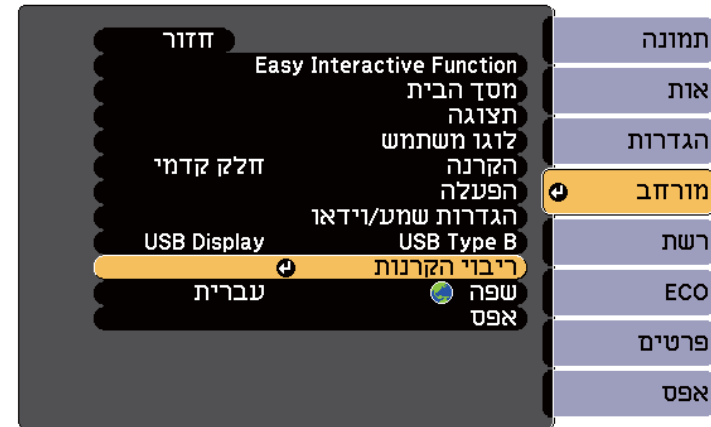 תמונה
אות
הגדרות
מורחב
רשת
ECO
פרטים
אפס
חזור
Easy Interactive Function
מסך הבית
תצוגה
לוגו משתמש
הקרנה חלק קדמי
הפעלה
הגדרות שמע/וידאו
USB Type B USB Display
ריבוי הקרנות
שפה עברית
אפס